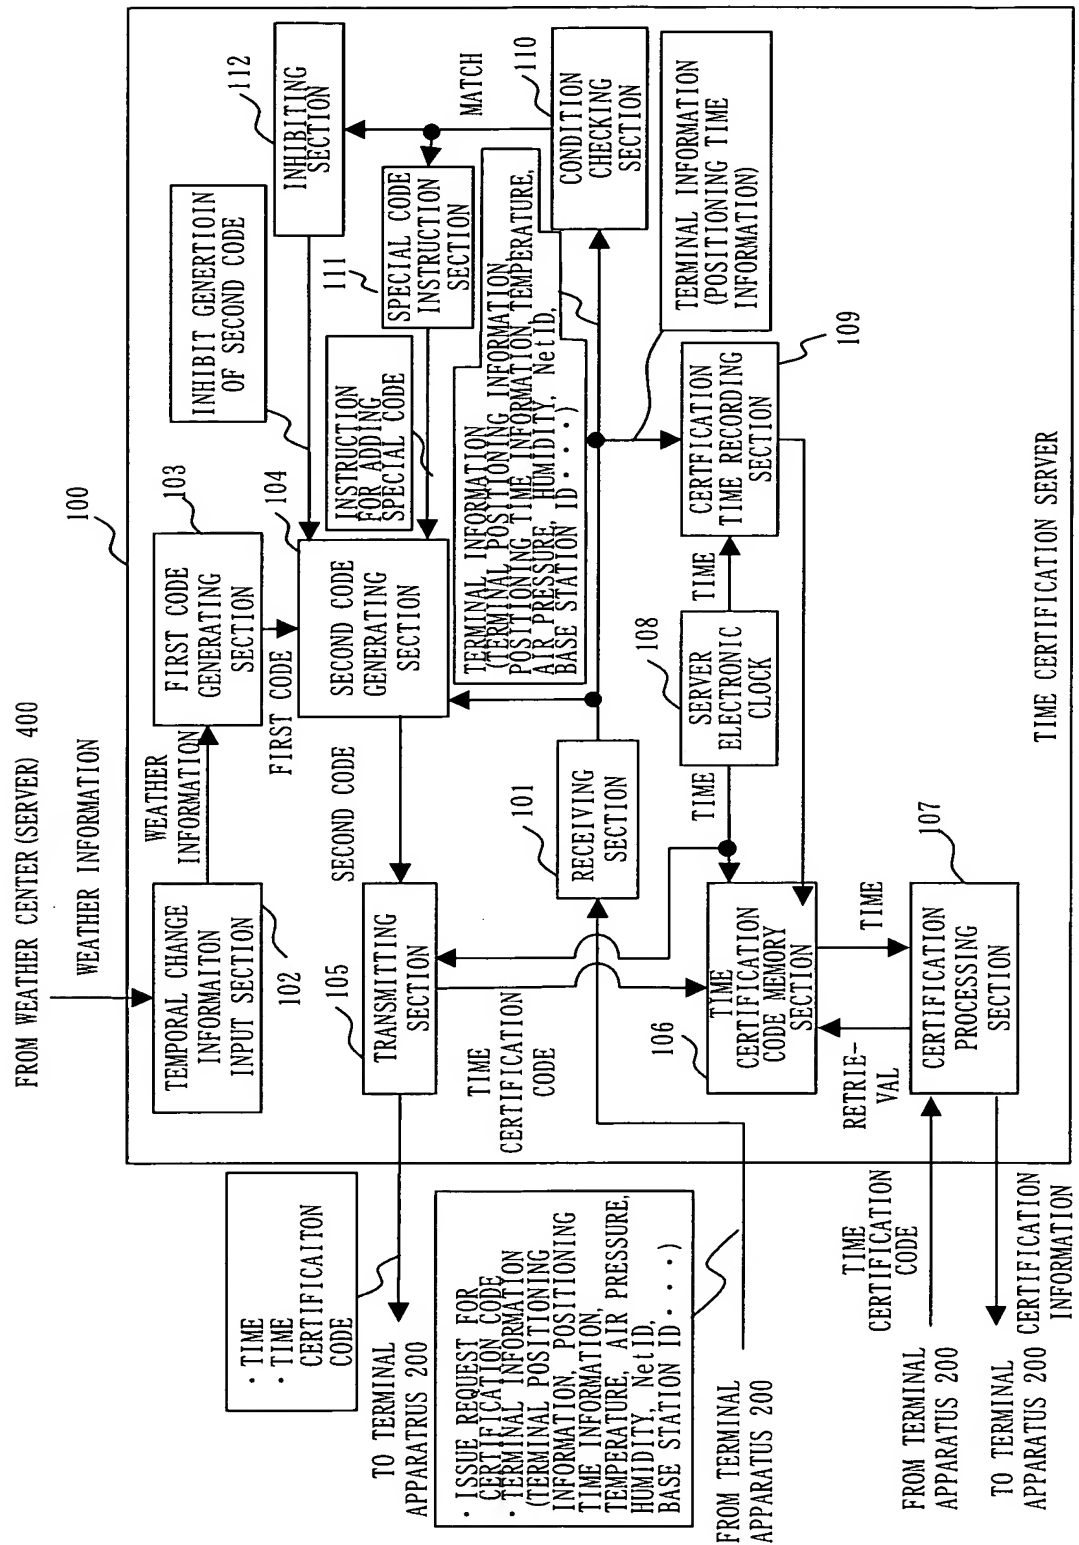 FROM WEATHER CENTER(SERVER) 400
WEATHER INFORMATION
100
TEMPORAL CHANGE
INFORMAITON
INPUT SECTION
102
WEATHER
INFORMATION
FIRST CODE
GENERATING
SECTION
103
FIRST CODE
INHIBIT GENERTIOIN
OF SECOND CODE
INHIBITING
SECTION
112
104
SECOND CODE
GENERATING
SECTION
INSTRUCTION
FOR ADDING
SPECIAL CODE
111
SPECIAL CODE
INSTRUCTION
SECTION
MATCH
110
CONDITION
CHECKING
SECTION
SECOND CODE
105
TRANSMITTING
SECTION
· TIME
· TIME
CERTIFICAITON
CODE
TO TERMINAL
APPARATRUS 200
TIME
CERTIFICATION
CODE
TERMINAL INFORMATION
(TERMINAL POSITIONING INFORMATION,
POSITIONING TIME INFORMATION, TEMPERATURE,
AIR PRESSURE, HUMIDITY, NetID,
BASE STATION ID····)
101
RECEIVING
SECTION
· ISSUE REQUEST FOR
CERTIFICATION CODE
· TERMINAL INFORMATION
(TERMINAL POSITIONING
INFORMATION, POSITIONING
TIME INFORMATION,
TEMPERATURE, AIR PRESSURE,
HUMIDITY, NetID,
BASE STATION ID····)
FROM TERMINAL
APPARATUS 200
TERMINAL INFORMATION
(POSITIONING TIME
INFORMATION)
106
TIME
CERTIFICATION
CODE MEMORY
SECTION
TIME
108
SERVER
ELECTRONIC
CLOCK
TIME
CERTFICATION
TIME RECORDING
SECTION
109
RETRIE-
VAL
TIME
107
CERTIFICATION
PROCESSING
SECTION
TIME
CERTIFICATION
CODE
FROM TERMINAL
APPARATUS 200
CERTIFICATION
INFORMATION
TO TERMINAL
APPARATUS 200
TIME CERTIFICATION SERVER